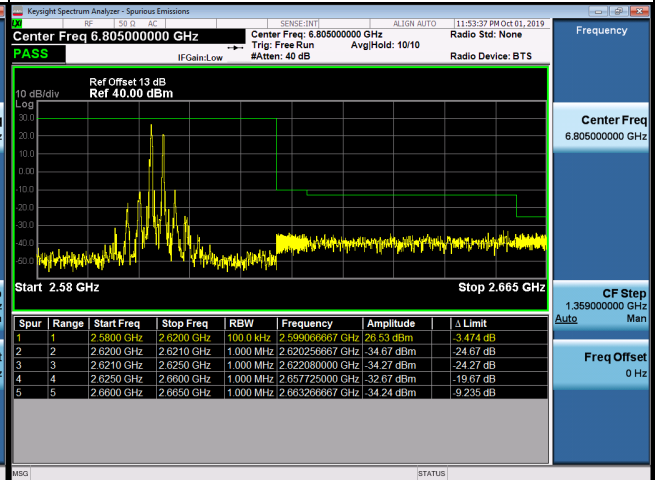 Keysight Spectrum Analyzer - Spurious Emissions
RF 50 Ω AC SENSE:INT ALIGN AUTO 11:53:37 PM Oct 01, 2019
Center Freq 6.805000000 GHz
Center Freq: 6.805000000 GHz Radio Std: None
Trig: Free Run Avg|Hold: 10/10
PASS
IFGain:Low #Atten: 40 dB Radio Device: BTS
Ref Offset 13 dB
10 dB/div Ref 40.00 dBm
Log
30.0
20.0
10.0
0.00
-10.0
-20.0
-30.0
-40.0
-50.0
Start 2.58 GHz Stop 2.665 GHz
Spur Range Start Freq Stop Freq RBW Frequency Amplitude Δ Limit
1 1 2.5800 GHz 2.6200 GHz 100.0 kHz 2.599066667 GHz 26.53 dBm -3.474 dB
2 2 2.6200 GHz 2.6210 GHz 1.000 MHz 2.620256667 GHz -34.67 dBm -24.67 dB
3 3 2.6210 GHz 2.6250 GHz 1.000 MHz 2.622080000 GHz -34.27 dBm -24.27 dB
4 4 2.6250 GHz 2.6600 GHz 1.000 MHz 2.657725000 GHz -32.67 dBm -19.67 dB
5 5 2.6600 GHz 2.6650 GHz 1.000 MHz 2.663266667 GHz -34.24 dBm -9.235 dB
MSG STATUS
Frequency
Center Freq
6.805000000 GHz
CF Step
1.359000000 GHz
Auto Man
Freq Offset
0 Hz